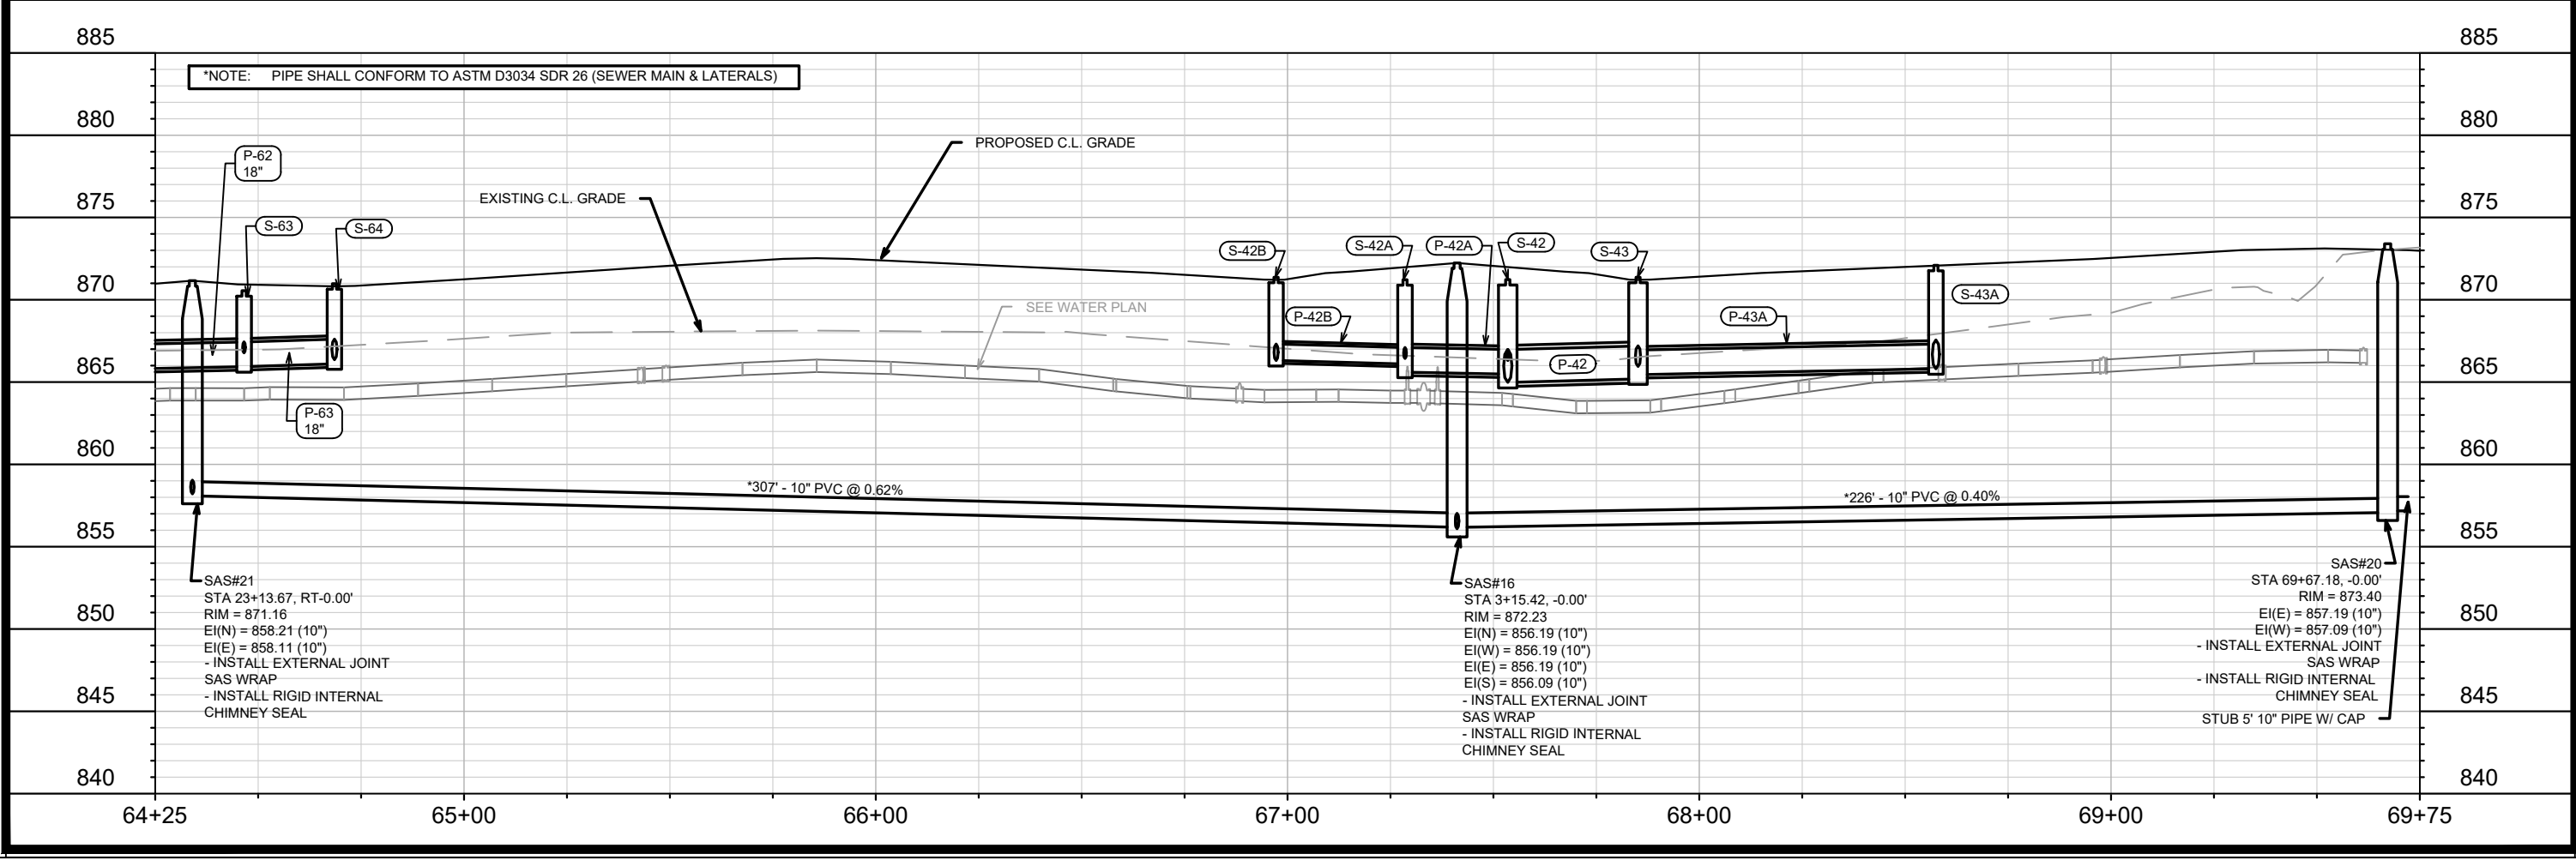 885
885
*NOTE: PIPE SHALL CONFORM TO ASTM D3034 SDR 26 (SEWER MAIN & LATERALS)
880
880
PROPOSED C.L. GRADE
P-62
18"
EXISTING C.L. GRADE
875
875
S-63
S-64
S-42B
S-42A
P-42A
S-42
S-43
870
870
S-43A
SEE WATER PLAN
P-42B
P-43A
865
865
P-42
P-63
18"
860
860
*307' - 10" PVC @ 0.62%
*226' - 10" PVC @ 0.40%
855
855
SAS#21
STA 23+13.67, RT-0.00'
RIM = 871.16
EI(N) = 858.21 (10")
EI(E) = 858.11 (10")
- INSTALL EXTERNAL JOINT
SAS WRAP
- INSTALL RIGID INTERNAL
CHIMNEY SEAL
SAS#16
STA 3+15.42, -0.00'
RIM = 872.23
EI(N) = 856.19 (10")
EI(W) = 856.19 (10")
EI(E) = 856.19 (10")
EI(S) = 856.09 (10")
- INSTALL EXTERNAL JOINT
SAS WRAP
- INSTALL RIGID INTERNAL
CHIMNEY SEAL
SAS#20
STA 69+67.18, -0.00'
RIM = 873.40
EI(E) = 857.19 (10")
EI(W) = 857.09 (10")
- INSTALL EXTERNAL JOINT
SAS WRAP
- INSTALL RIGID INTERNAL
CHIMNEY SEAL
STUB 5' 10" PIPE W/ CAP
850
850
845
845
840
840
64+25
65+00
66+00
67+00
68+00
69+00
69+75